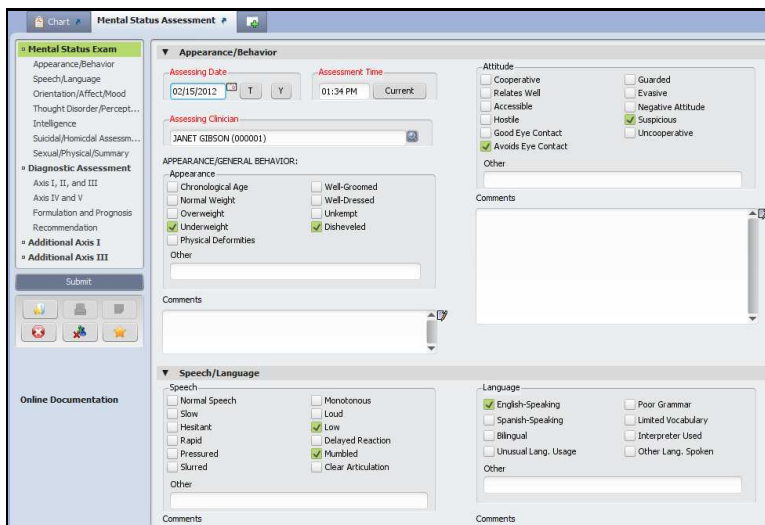 Chart
Mental Status Assessment
Mental Status Exam
Appearance/Behavior
Speech/Language
Orientation/Affect/Mood
Thought Disorder/Percept...
Intelligence
Suicidal/Homicdal Assessm...
Sexual/Physical/Summary
Diagnostic Assessment
Axis I, II, and III
Axis IV and V
Formulation and Prognosis
Recommendation
Additional Axis I
Additional Axis III
Submit
Online Documentation
Appearance/Behavior
Assessing Date
02/15/2012 T Y
Assessment Time
01:34 PM Current
Assessing Clinician
JANET GIBSON (000001)
APPEARANCE/GENERAL BEHAVIOR:
Appearance
Chronological Age Well-Groomed
Normal Weight Well-Dressed
Overweight Unkempt
Underweight Disheveled
Physical Deformities
Other
Comments
Attitude
Cooperative Guarded
Relates Well Evasive
Accessible Negative Attitude
Hostile Suspicious
Good Eye Contact Uncooperative
Avoids Eye Contact
Other
Comments
Speech/Language
Speech
Normal Speech Monotonous
Slow Loud
Hesitant Low
Rapid Delayed Reaction
Pressured Mumbled
Slurred Clear Articulation
Other
Comments
Language
English-Speaking Poor Grammar
Spanish-Speaking Limited Vocabulary
Bilingual Interpreter Used
Unusual Lang. Usage Other Lang. Spoken
Other
Comments